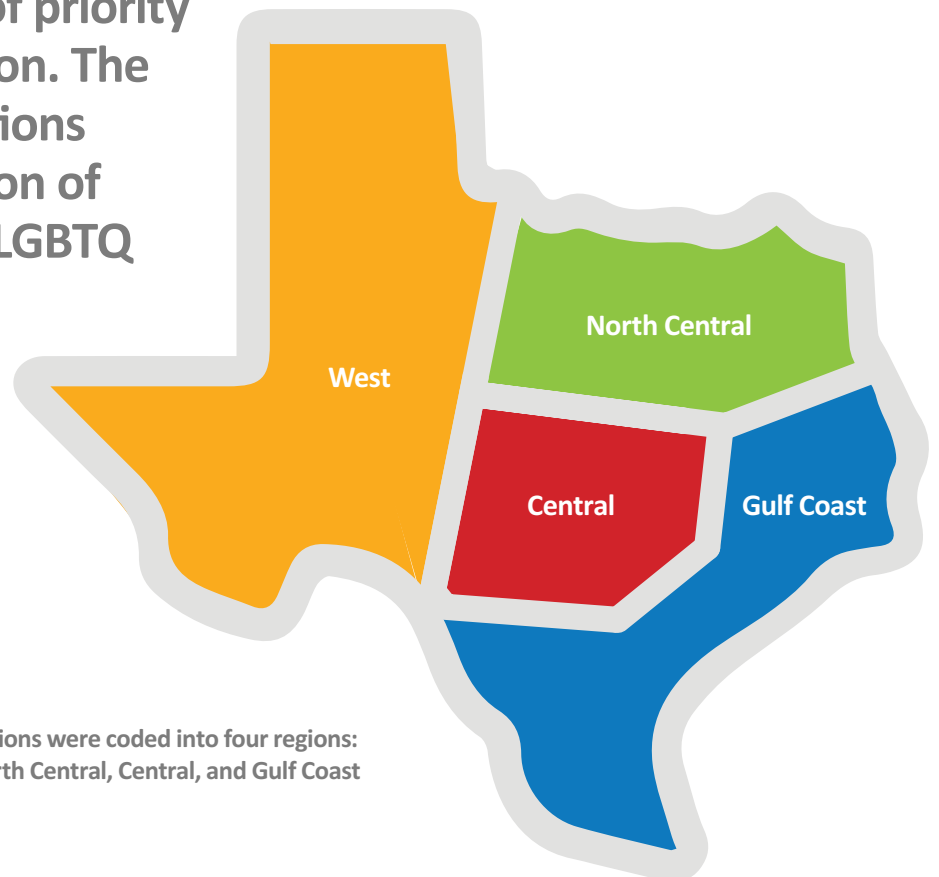 of priority
on. The
ions
on of
LGBTQ
North Central
West
Central
Gulf Coast
ions were coded into four regions:
rth Central, Central, and Gulf Coast